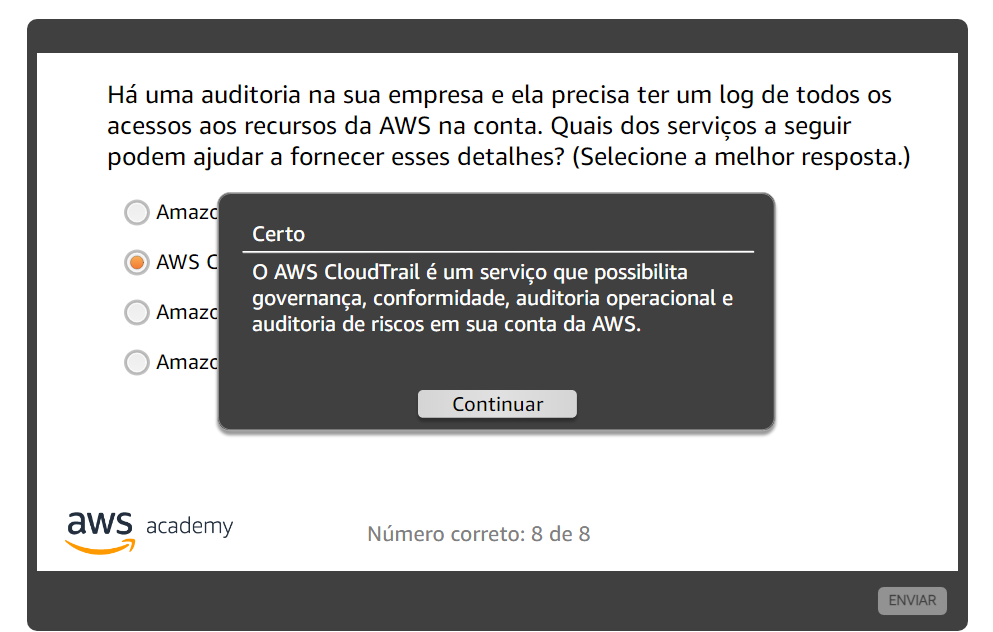 Há uma auditoria na sua empresa e ela precisa ter um log de todos os
acessos aos recursos da AWS na conta. Quais dos serviços a seguir
podem ajudar a fornecer esses detalhes? (Selecione a melhor resposta.)
AWS
Certo
O AWS CloudTrail é um serviço que possibilita
governança, conformidade, auditoria operacional e
auditoria de riscos em sua conta da AWS.
Continuar
aws academy
Número correto: 8 de 8
ENVIAR